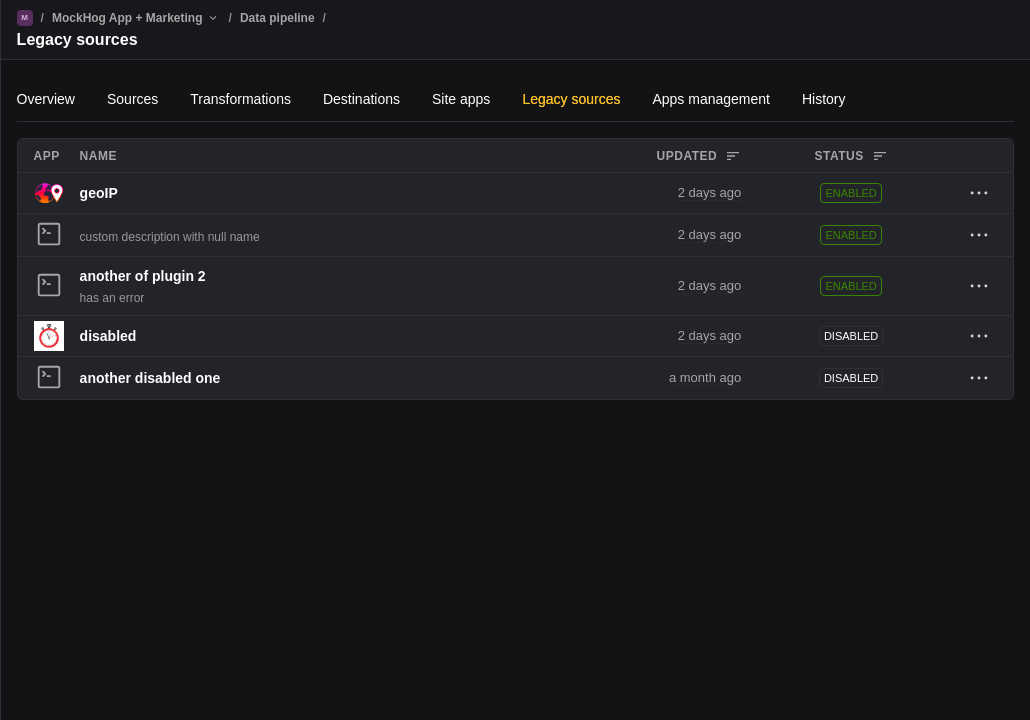 M / MockHog App + Marketing / Data pipeline /
Legacy sources
Overview Sources Transformations Destinations Site apps Legacy sources Apps management History
APP NAME UPDATED STATUS
geoIP 2 days ago ENABLED
custom description with null name 2 days ago ENABLED
another of plugin 2
has an error 2 days ago ENABLED
disabled 2 days ago DISABLED
another disabled one a month ago DISABLED